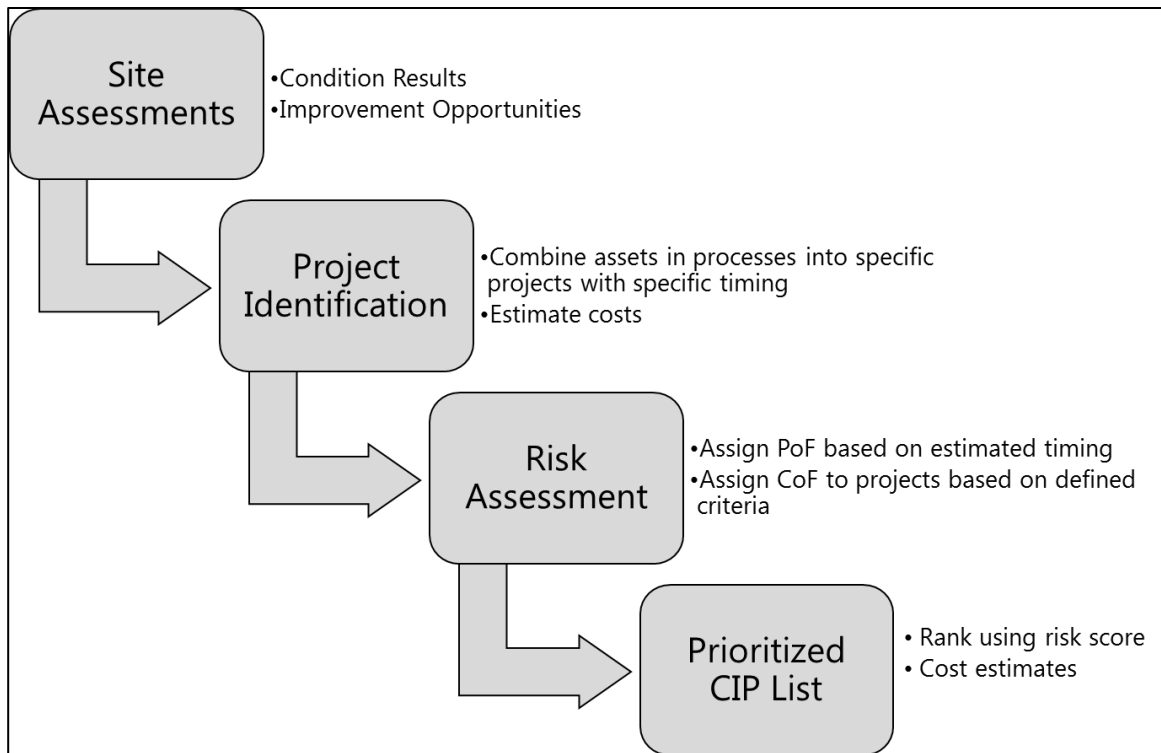 Site
Assessments
•Condition Results
•Improvement Opportunities
Project
Identification
•Combine assets in processes into specific
projects with specific timing
•Estimate costs
Risk
Assessment
•Assign PoF based on estimated timing
•Assign CoF to projects based on defined
criteria
Prioritized
CIP List
• Rank using risk score
• Cost estimates